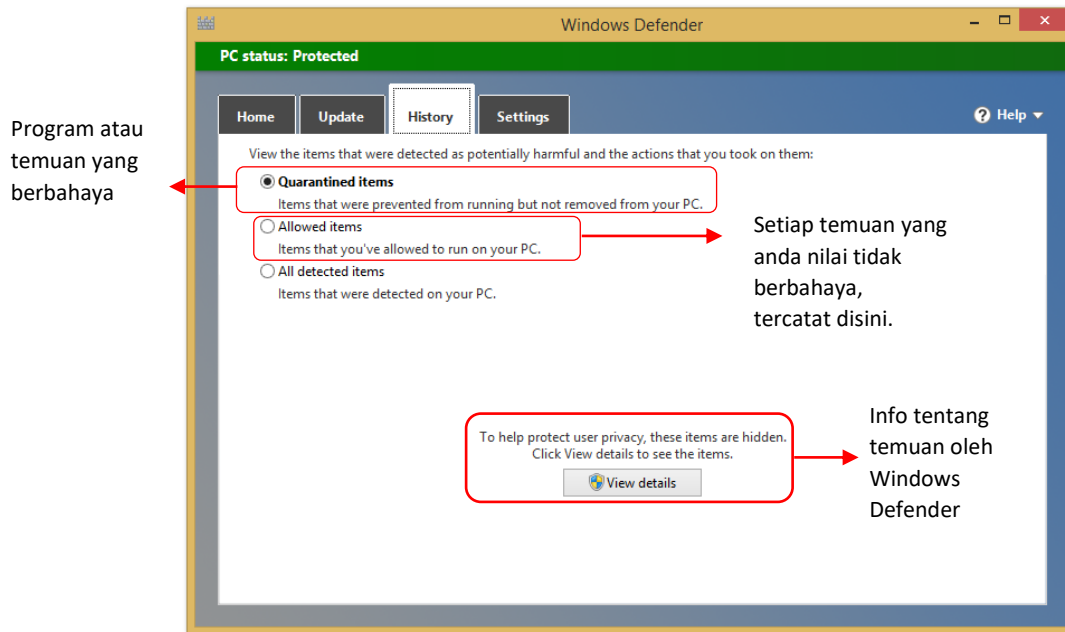 Windows Defender
PC status: Protected
Home
Update
History
Settings
Help
View the items that were detected as potentially harmful and the actions that you took on them:
Quarantined items
Items that were prevented from running but not removed from your PC.
Allowed items
Items that you've allowed to run on your PC.
All detected items
Items that were detected on your PC.
Program atau
temuan yang
berbahaya
Setiap temuan yang
anda nilai tidak
berbahaya,
tercatat disini.
To help protect user privacy, these items are hidden.
Click View details to see the items.
View details
Info tentang
temuan oleh
Windows
Defender